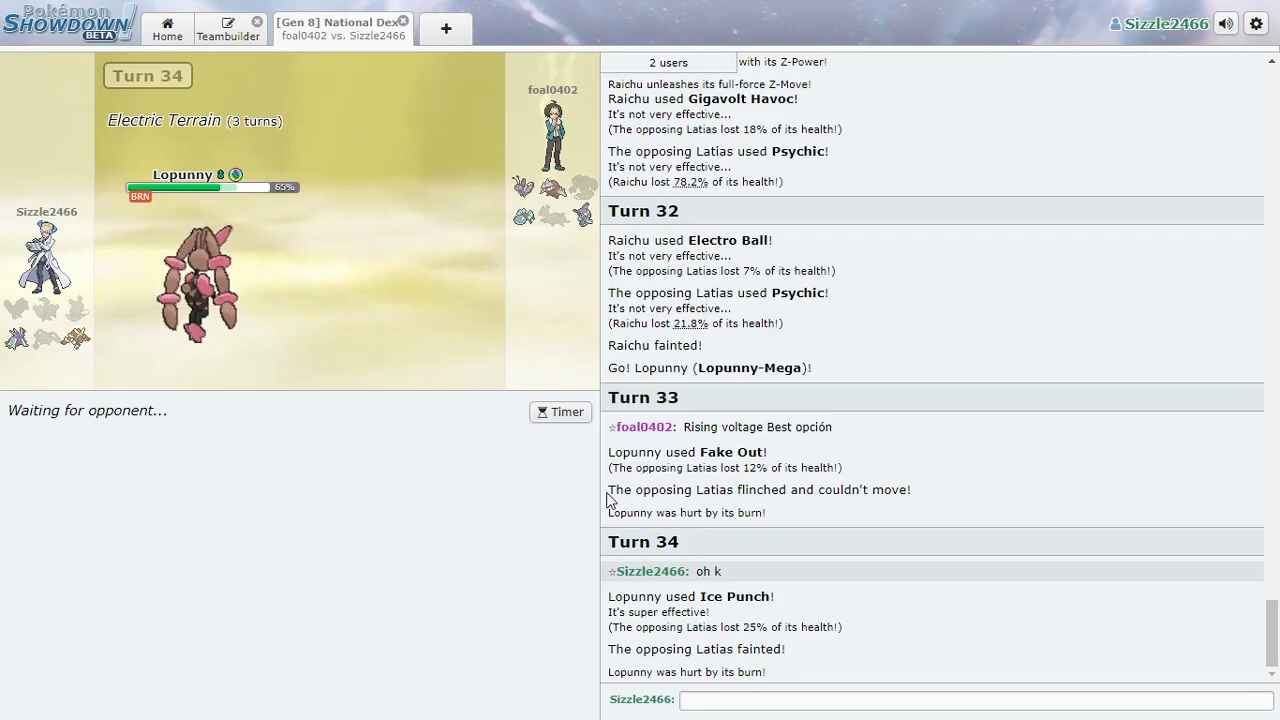 Pokémon
SHOWDOWN!
BETA
Home
Teambuilder
[Gen 8] National Dex
foal0402 vs. Sizzle2466
+
Sizzle2466
Turn 34
Electric Terrain (3 turns)
foal0402
Lopunny
65%
BRN
Sizzle2466
Waiting for opponent...
Timer
2 users
with its Z-Power!
Raichu unleashes its full-force Z-Move!
Raichu used Gigavolt Havoc!
It's not very effective...
(The opposing Latias lost 18% of its health!)
The opposing Latias used Psychic!
It's not very effective...
(Raichu lost 78.2% of its health!)
Turn 32
Raichu used Electro Ball!
It's not very effective...
(The opposing Latias lost 7% of its health!)
The opposing Latias used Psychic!
It's not very effective...
(Raichu lost 21.8% of its health!)
Raichu fainted!
Go! Lopunny (Lopunny-Mega)!
Turn 33
☆foal0402: Rising voltage Best opción
Lopunny used Fake Out!
(The opposing Latias lost 12% of its health!)
The opposing Latias flinched and couldn't move!
Lopunny was hurt by its burn!
Turn 34
☆Sizzle2466: oh k
Lopunny used Ice Punch!
It's super effective!
(The opposing Latias lost 25% of its health!)
The opposing Latias fainted!
Lopunny was hurt by its burn!
Sizzle2466: